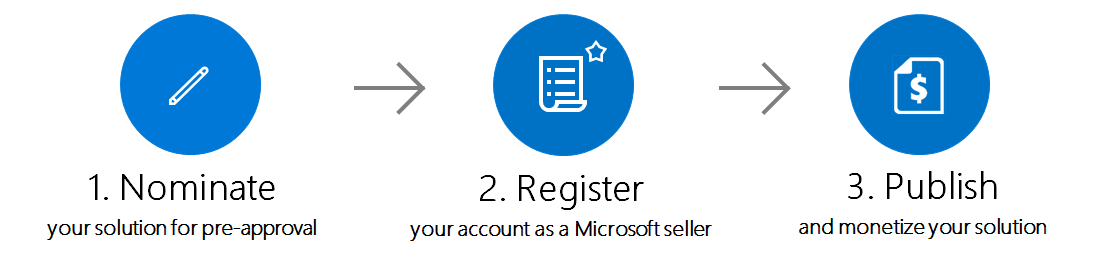 1. Nominate
your solution for pre-approval
2. Register
your account as a Microsoft seller
3. Publish
and monetize your solution
$